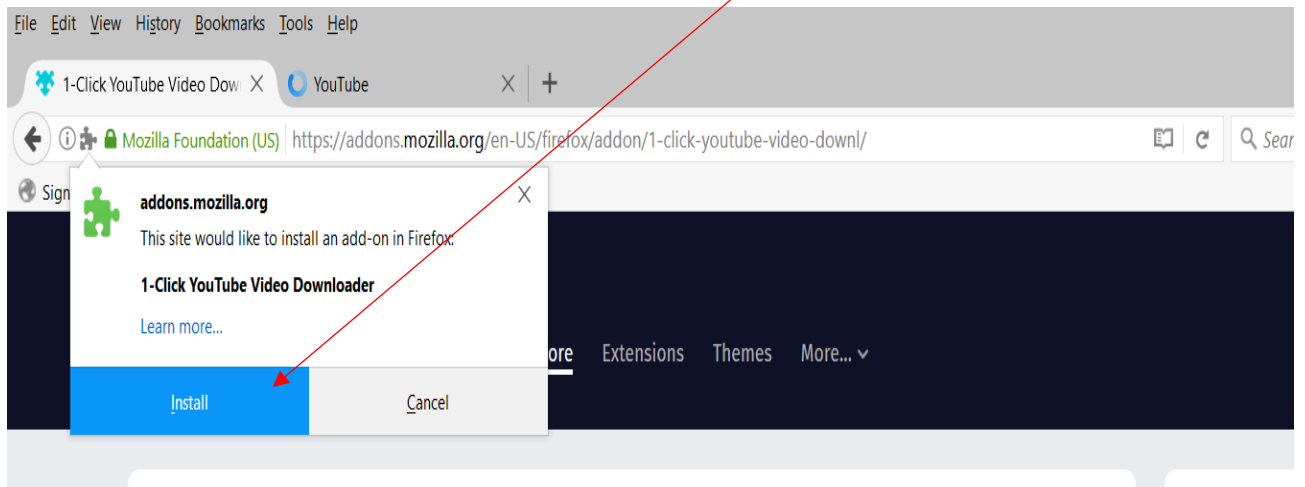 File Edit View History Bookmarks Tools Help
1-Click YouTube Video Dow YouTube
Mozilla Foundation (US) https://addons.mozilla.org/en-US/firefox/addon/1-click-youtube-video-downl/ Sear
Sign
addons.mozilla.org
This site would like to install an add-on in Firefox:
1-Click YouTube Video Downloader
Learn more...
ore Extensions Themes More...
Install Cancel